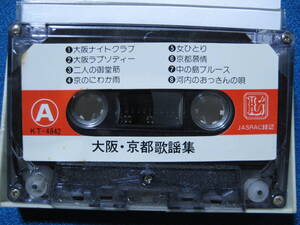 ❶大阪ナイトクラブ
❷大阪ラプソディー
❸二人の御堂筋
❹京のにわか雨
❺女ひとり
❻京都慕情
❼中の島ブルース
❽河内のおっさんの唄
A
KT-4842
JASRAC承認
大阪・京都歌謡集